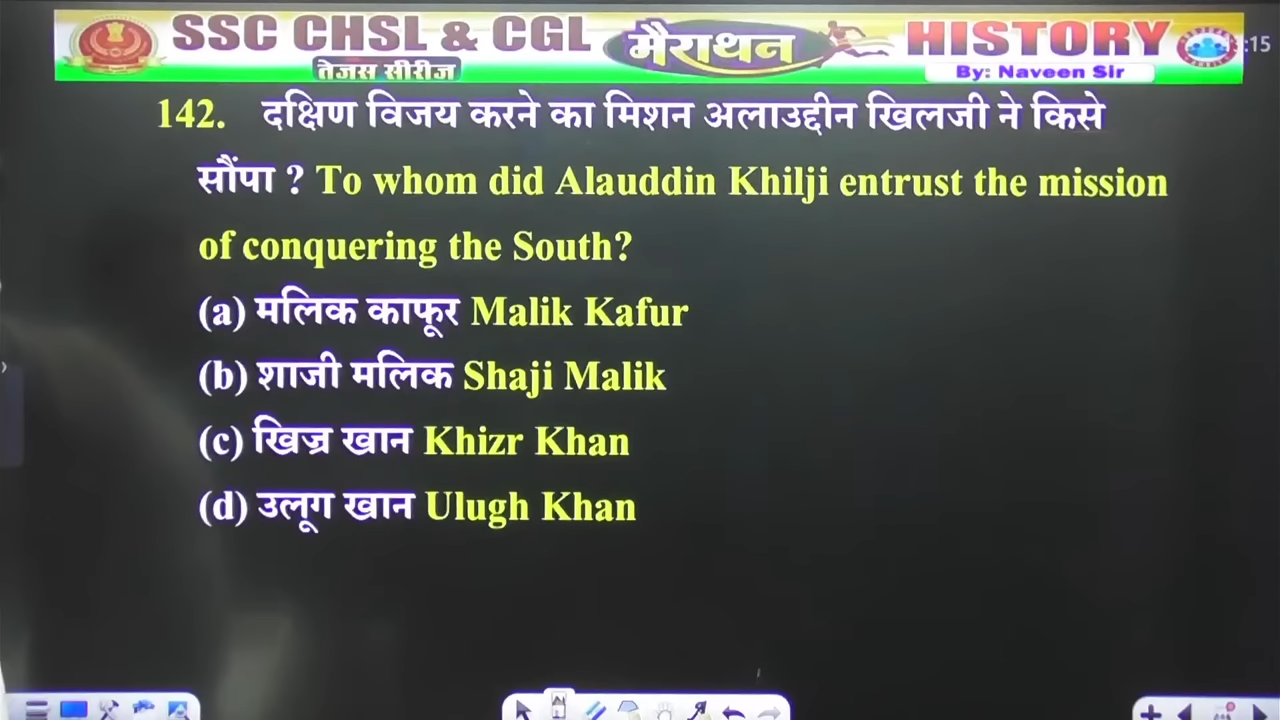 SSC CHSL & CGL मैराथन HISTORY :15
तेजस सीरीज By: Naveen Sir
142. दक्षिण विजय करने का मिशन अलाउद्दीन खिलजी ने किसे
सौंपा ? To whom did Alauddin Khilji entrust the mission
of conquering the South?
(a) मलिक काफूर Malik Kafur
(b) शाजी मलिक Shaji Malik
(c) खिज्र खान Khizr Khan
(d) उलूग खान Ulugh Khan